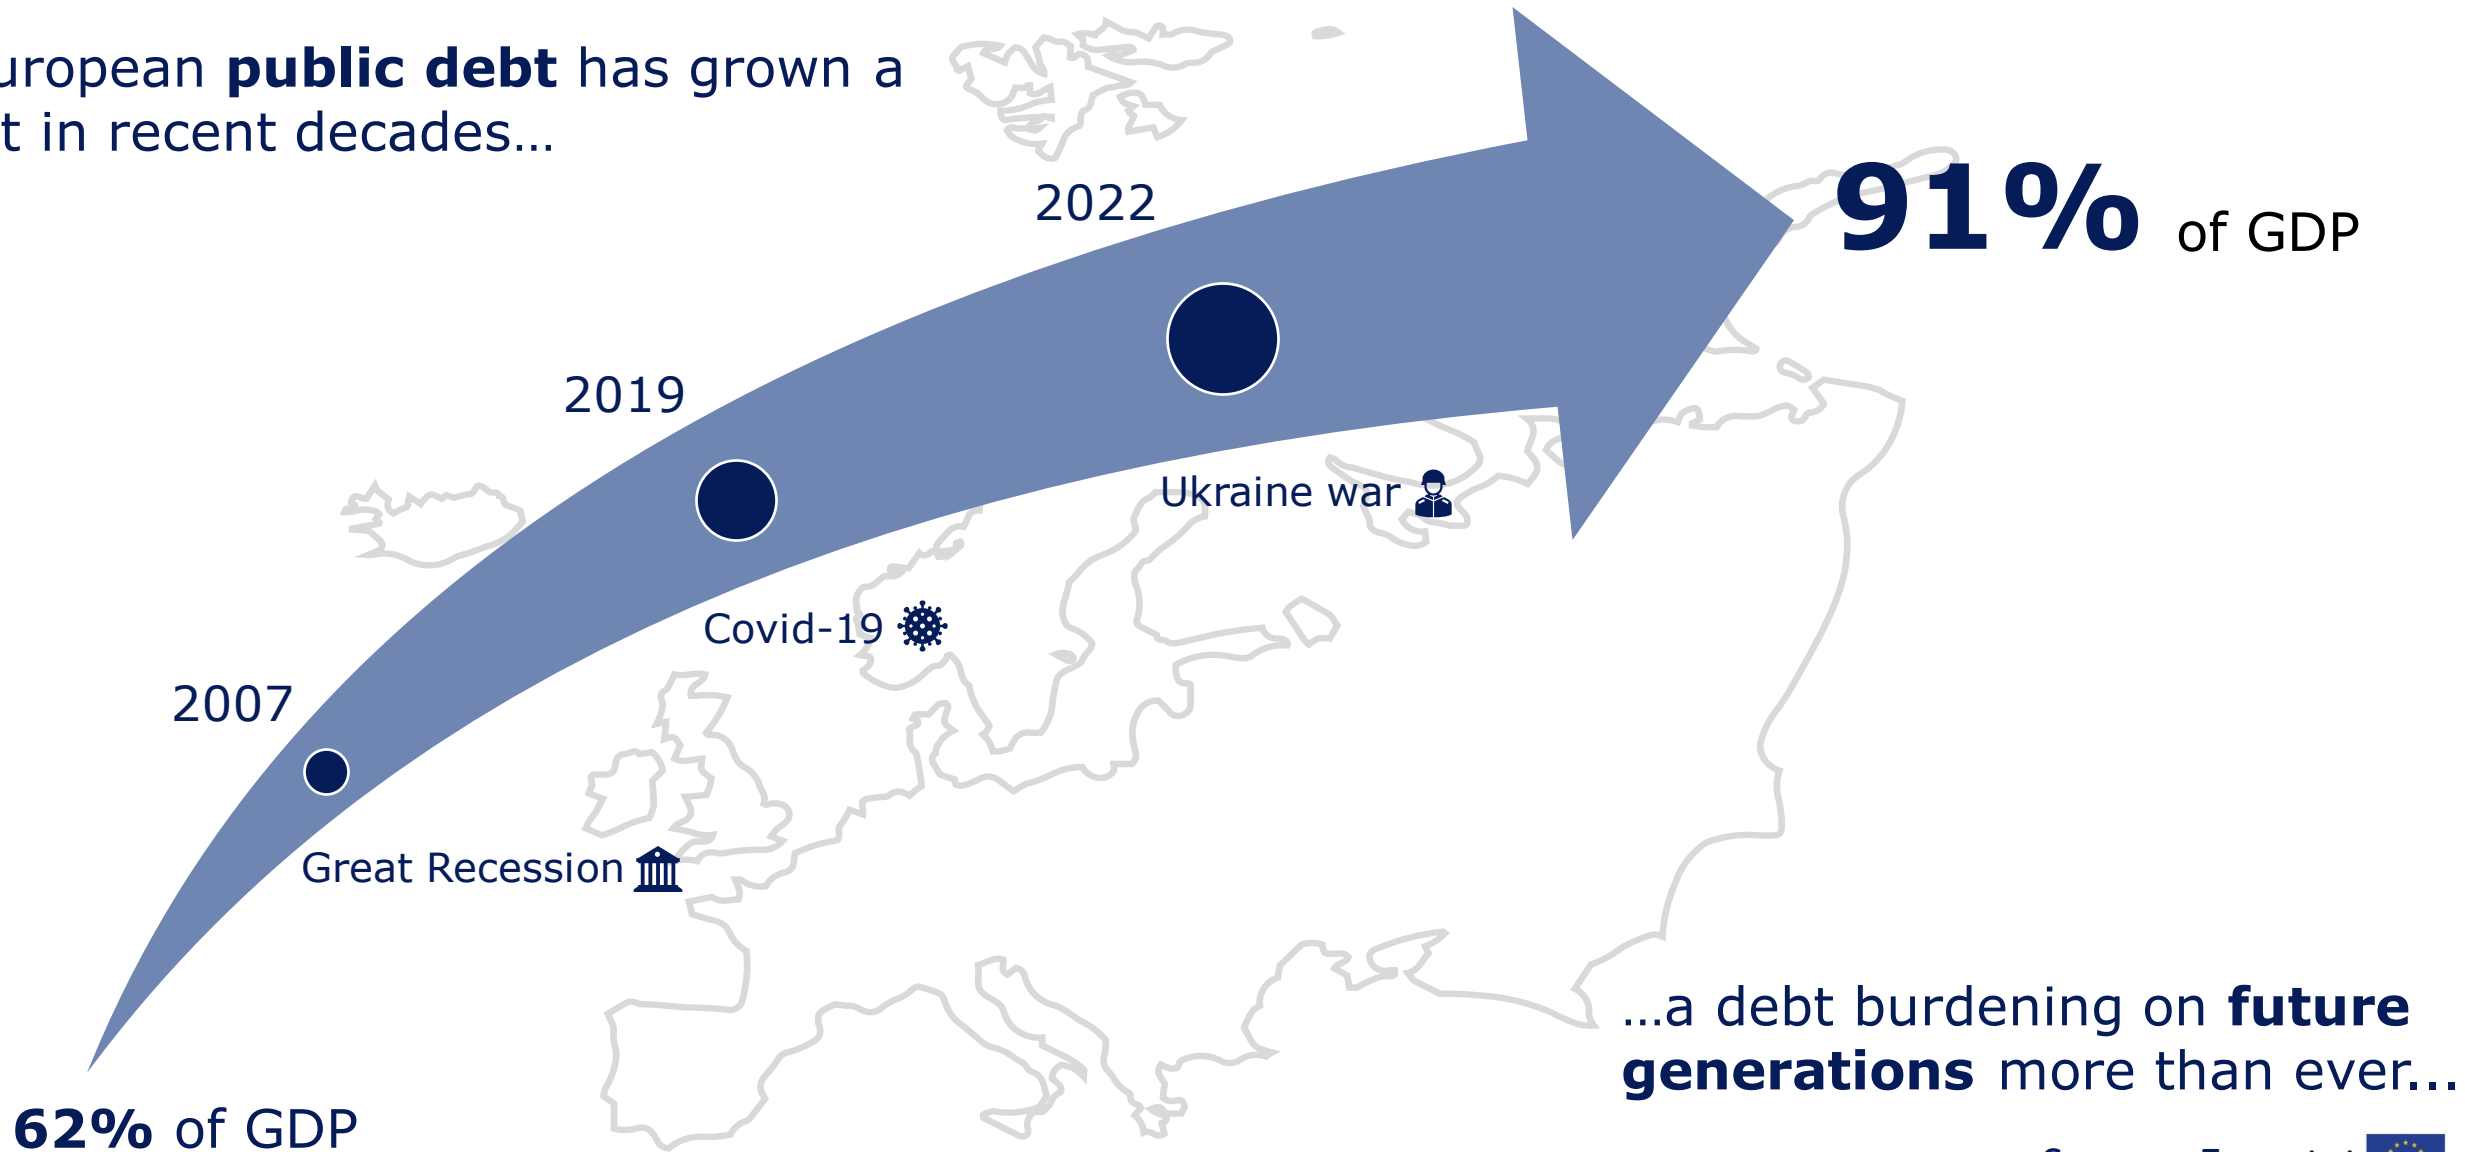 uropean public debt has grown a
t in recent decades…
2022
91% of GDP
2019
Ukraine war
Covid-19
2007
Great Recession
…a debt burdening on future
generations more than ever…
62% of GDP